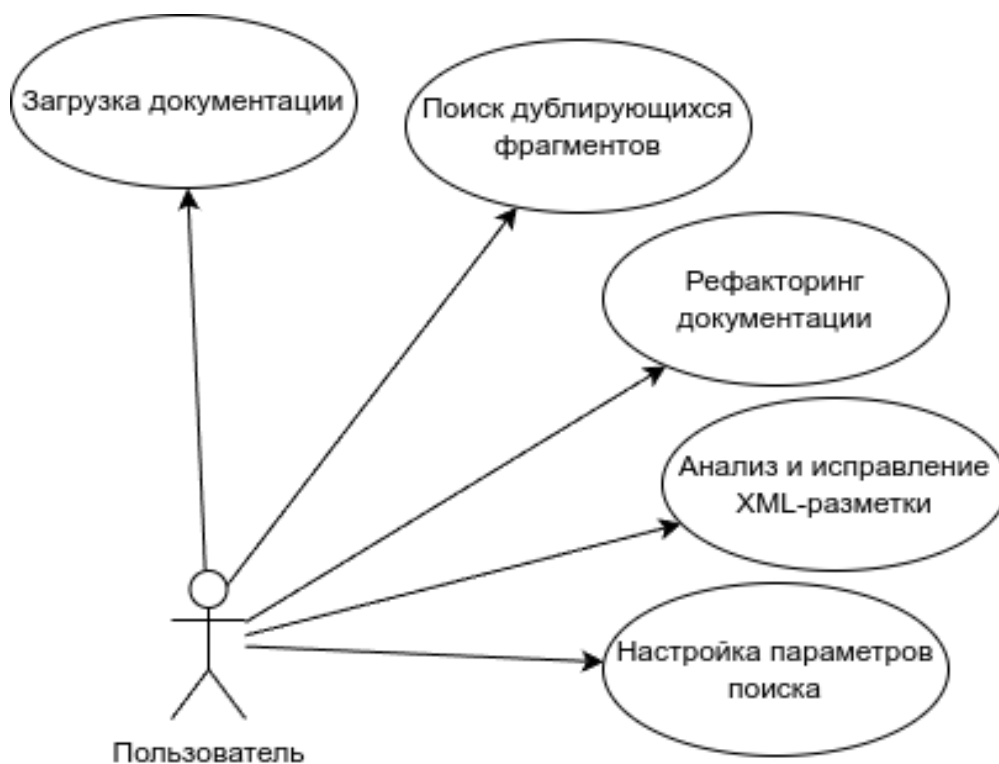 Загрузка документации
Поиск дублирующихся
фрагментов
Рефакторинг
документации
Анализ и исправление
XML-разметки
Настройка параметров
поиска
Пользователь